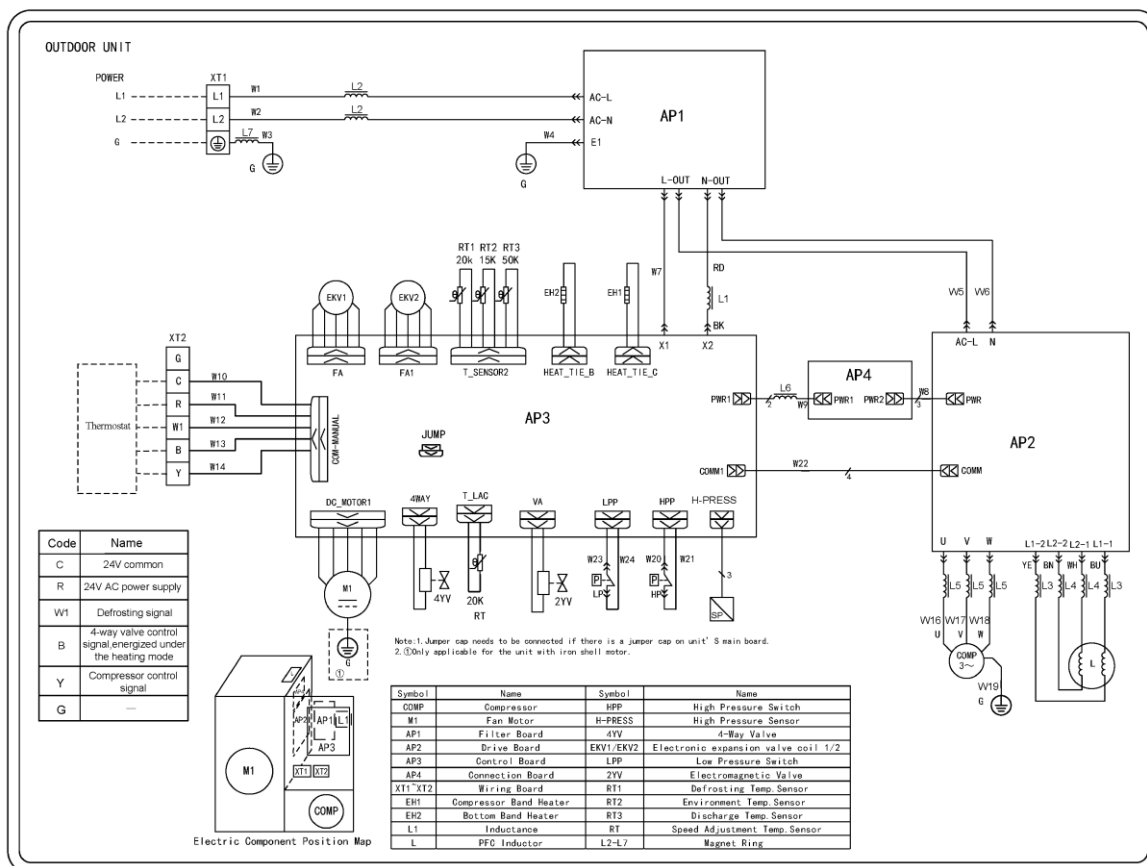 OUTDOOR UNIT
POWER
XT1
L1
L1
W1
L2
AC-L
L2
L2
W2
L2
AC-N
G
L7
W3
G
W4
E1
G
AP1
L-OUT N-OUT
W7
RD
L1
BK
W5
W6
EKV1
EKV2
RT1 RT2 RT3
20k 15K 50K
θ θ θ
EH2
EH1
FA
FA1
T_SENSOR2
HEAT_TIE_B
HEAT_TIE_C
X1
X2
AC-L N
XT2
G
C
W10
R
W11
W1
W12
B
W13
Y
W14
Thermostat
COM-MANUAL
AP3
JUMP
PWR1
2
L6
W9
PWR1
AP4
PWR2
3
W8
PWR
AP2
COMM1
W22
4
COMM
DC_MOTOR1
4WAY
T_LAC
VA
LPP
HPP
H-PRESS
M1
G
①
4YV
θ
20K
RT
2YV
W23
W24
P
LP
W20
W21
P
HP
3
SP
U V W
L1-2 L2-2 L2-1 L1-1
YE BN WH BU
L5 L5 L5
L3 L4 L4 L3
W16 W17 W18
U V W
COMP
3～
W19
G
L
Note:1. Jumper cap needs to be connected if there is a jumper cap on unit' S main board.
2. ①Only applicable for the unit with iron shell motor.
Code Name
C 24V common
R 24V AC power supply
W1 Defrosting signal
B 4-way valve control
signal,energized under
the heating mode
Y Compressor control
signal
G —
L
AP4
AP2
AP1
L1
AP3
XT1 XT2
M1
COMP
Electric Component Position Map
Symbol Name Symbol Name
COMP Compressor HPP High Pressure Switch
M1 Fan Motor H-PRESS High Pressure Sensor
AP1 Filter Board 4YV 4-Way Valve
AP2 Drive Board EKV1/EKV2 Electronic expansion valve coil 1/2
AP3 Control Board LPP Low Pressure Switch
AP4 Connection Board 2YV Electromagnetic Valve
XT1~XT2 Wiring Board RT1 Defrosting Temp.Sensor
EH1 Compressor Band Heater RT2 Environment Temp.Sensor
EH2 Bottom Band Heater RT3 Discharge Temp.Sensor
L1 Inductance RT Speed Adjustment Temp.Sensor
L PFC Inductor L2-L7 Magnet Ring